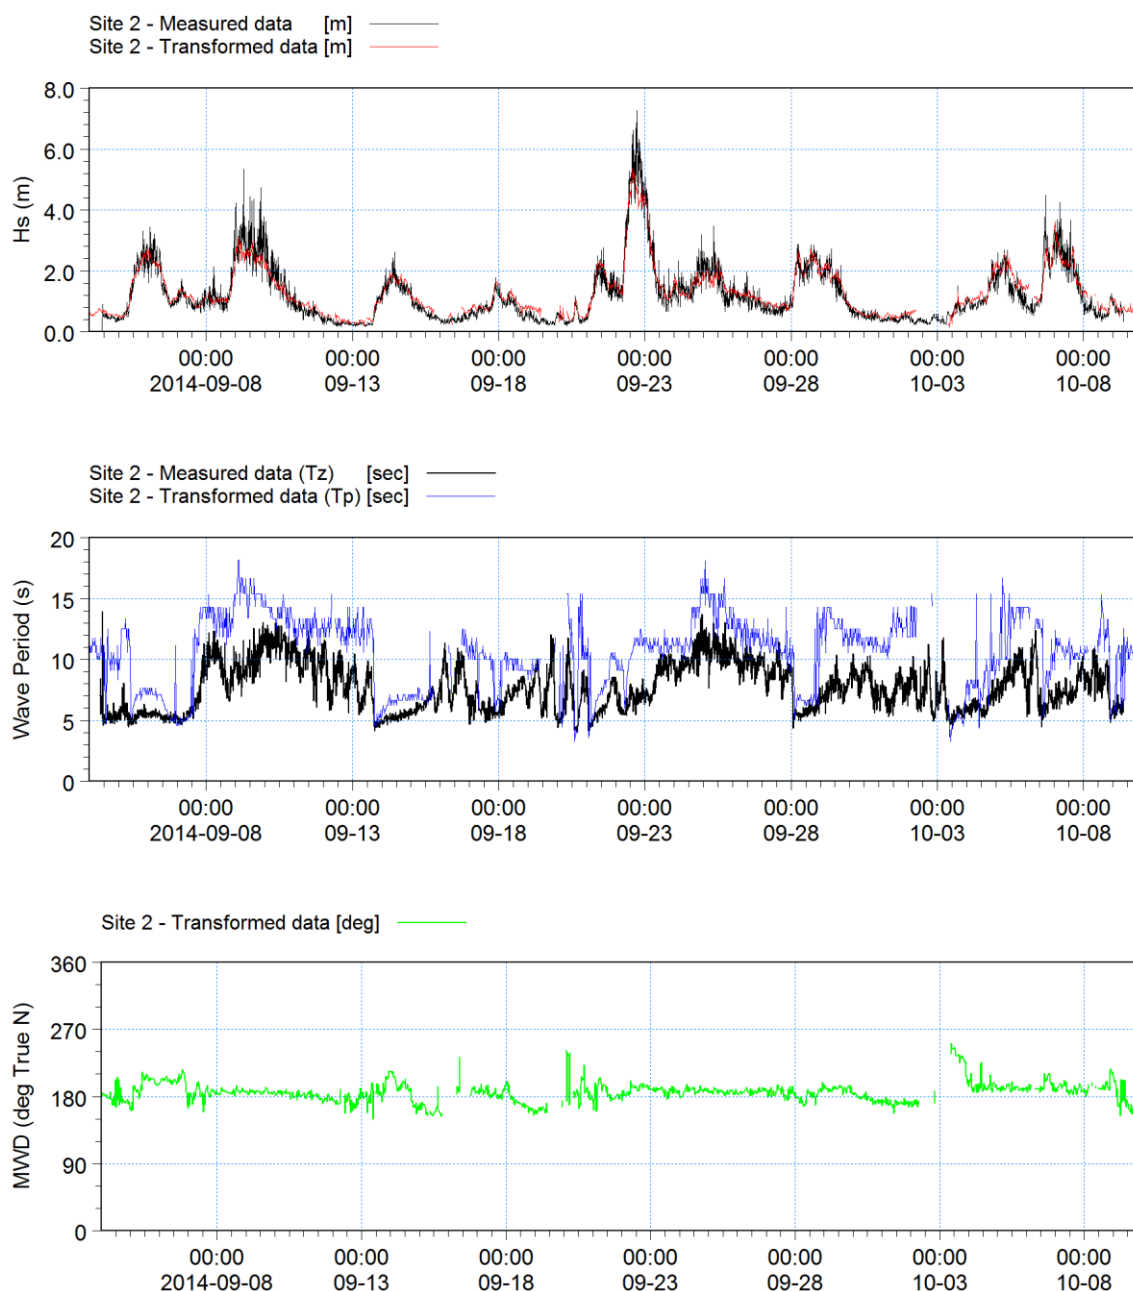 Site 2 - Measured data [m]
Site 2 - Transformed data [m]
8.0
6.0
4.0
2.0
0.0
Hs (m)
00:00 00:00 00:00 00:00 00:00 00:00 00:00
2014-09-08 09-13 09-18 09-23 09-28 10-03 10-08
Site 2 - Measured data (Tz) [sec]
Site 2 - Transformed data (Tp) [sec]
20
15
10
5
0
Wave Period (s)
00:00 00:00 00:00 00:00 00:00 00:00 00:00
2014-09-08 09-13 09-18 09-23 09-28 10-03 10-08
Site 2 - Transformed data [deg]
360
270
180
90
0
MWD (deg True N)
00:00 00:00 00:00 00:00 00:00 00:00 00:00
2014-09-08 09-13 09-18 09-23 09-28 10-03 10-08